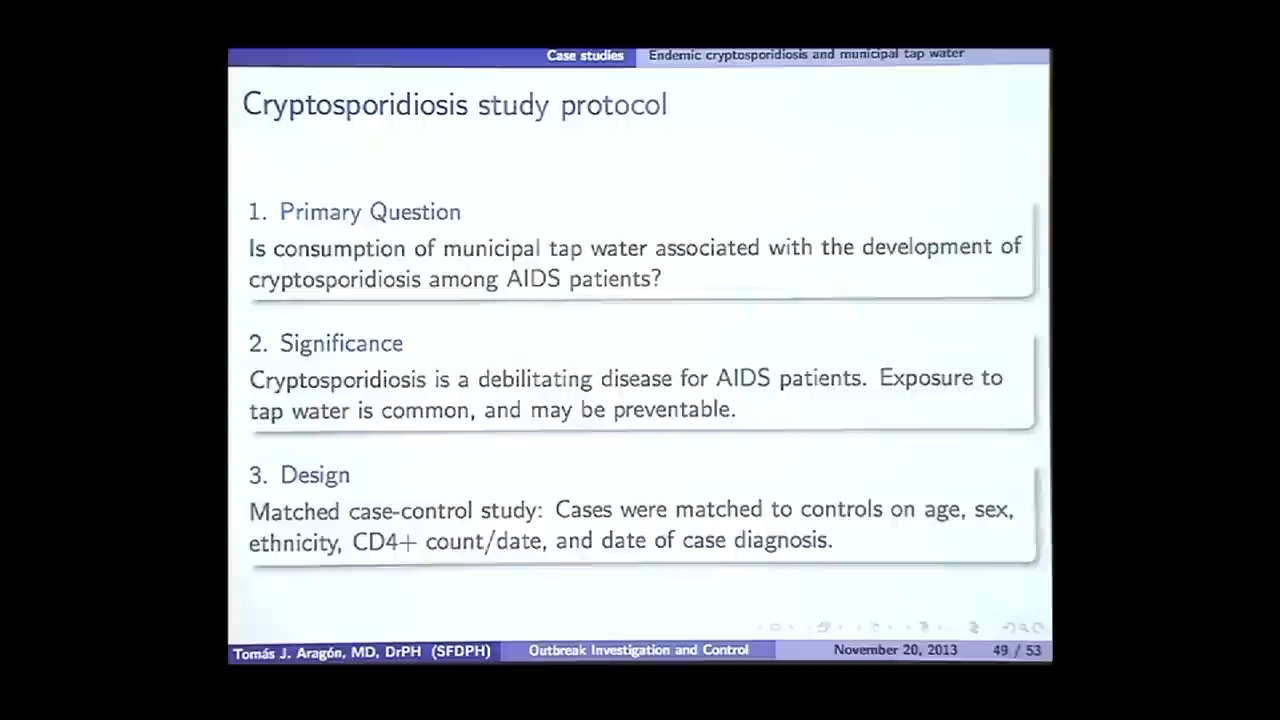 Case studies Endemic cryptosporidiosis and municipal tap water
Cryptosporidiosis study protocol
1. Primary Question
Is consumption of municipal tap water associated with the development of
cryptosporidiosis among AIDS patients?
2. Significance
Cryptosporidiosis is a debilitating disease for AIDS patients. Exposure to
tap water is common, and may be preventable.
3. Design
Matched case-control study: Cases were matched to controls on age, sex,
ethnicity, CD4+ count/date, and date of case diagnosis.
Tomás J. Aragón, MD, DrPH (SFDPH) Outbreak Investigation and Control November 20, 2013 49 / 53